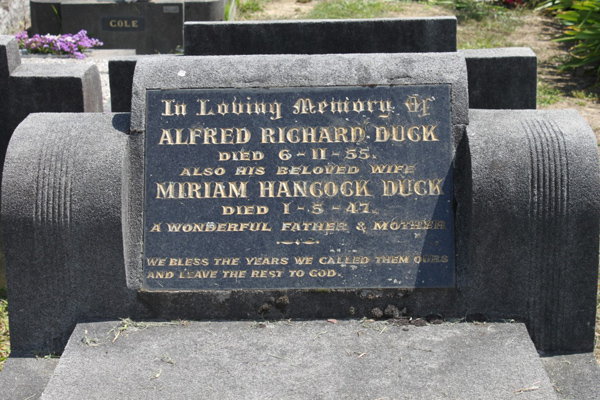 COLE
In Loving Memory Of
ALFRED RICHARD DUCK
DIED 6-11-55.
ALSO HIS BELOVED WIFE
MIRIAM HANCOCK DUCK
DIED 1-5-47.
A WONDERFUL FATHER & MOTHER
WE BLESS THE YEARS WE CALLED THEM OURS
AND LEAVE THE REST TO GOD.